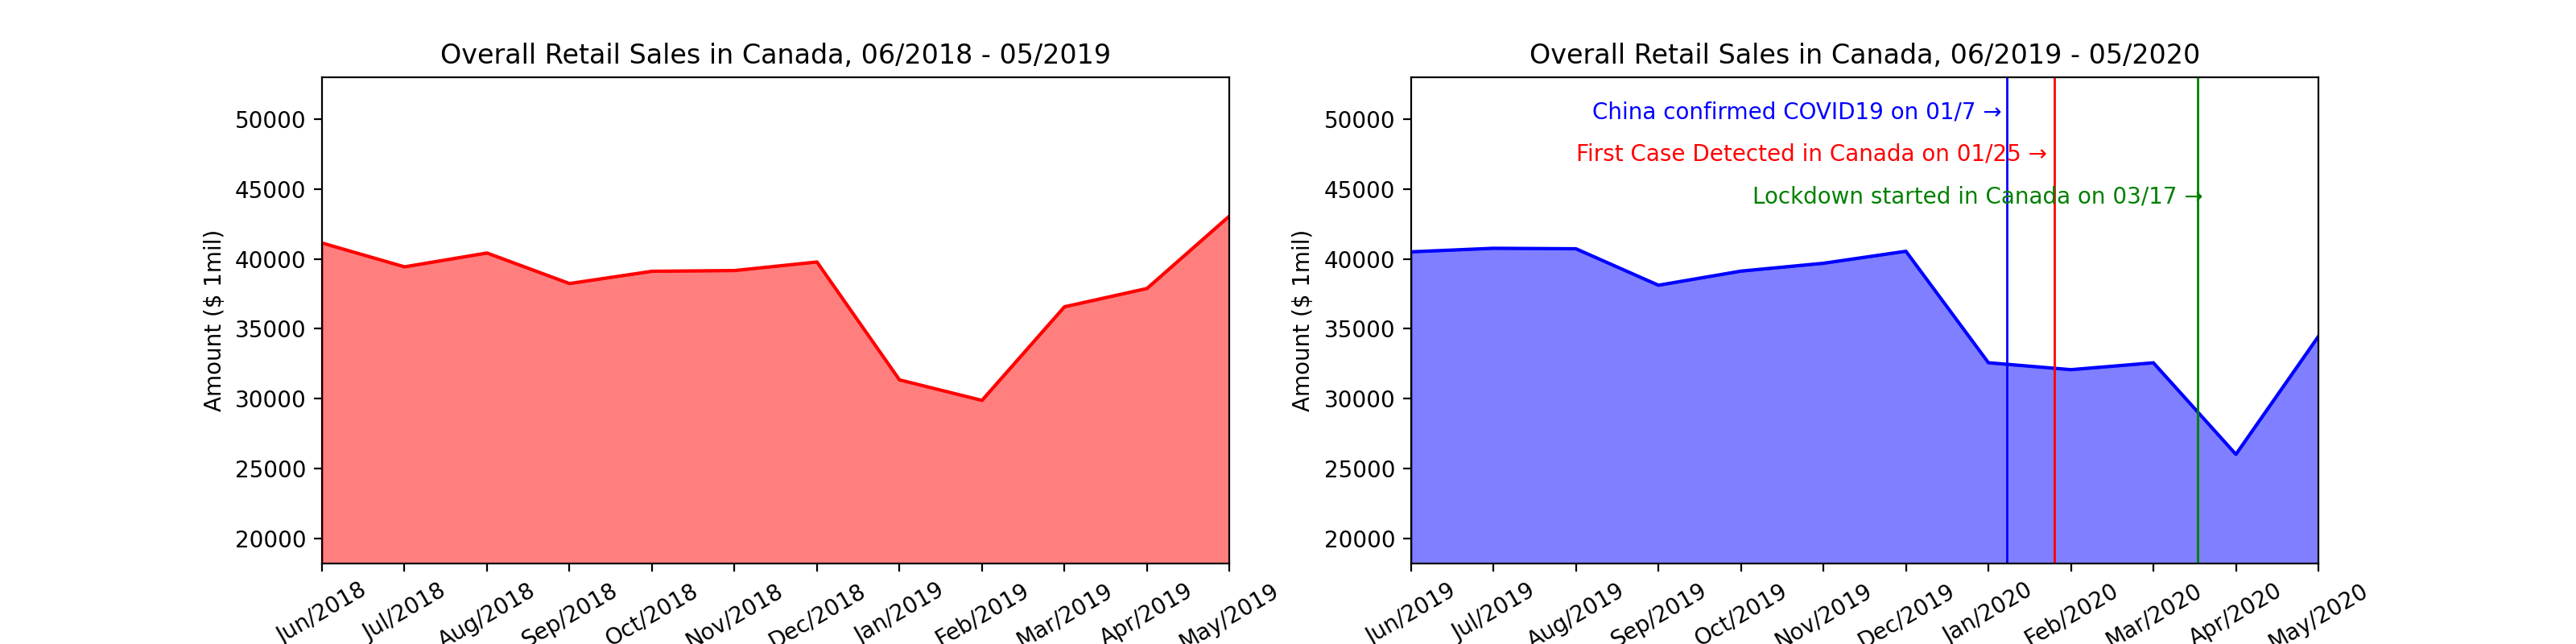 Overall Retail Sales in Canada, 06/2018 - 05/2019
50000
45000
40000
35000
30000
25000
20000
Amount ($ 1mil)
Jun/2018
Jul/2018
Aug/2018
Sep/2018
Oct/2018
Nov/2018
Dec/2018
Jan/2019
Feb/2019
Mar/2019
Apr/2019
May/2019
Overall Retail Sales in Canada, 06/2019 - 05/2020
China confirmed COVID19 on 01/7 →
First Case Detected in Canada on 01/25 →
Lockdown started in Canada on 03/17 →
50000
45000
40000
35000
30000
25000
20000
Amount ($ 1mil)
Jun/2019
Jul/2019
Aug/2019
Sep/2019
Oct/2019
Nov/2019
Dec/2019
Jan/2020
Feb/2020
Mar/2020
Apr/2020
May/2020